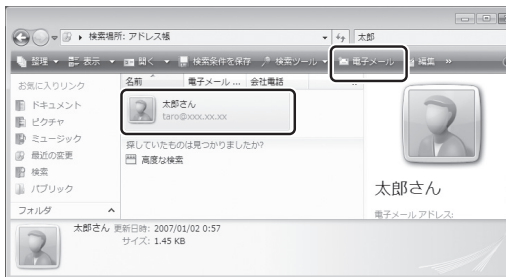 検索場所: アドレス帳
太郎
整理 表示 開く 検索条件を保存 検索ツール 電子メール 編集 »
お気に入りリンク
ドキュメント
ピクチャ
ミュージック
最近の変更
検索
パブリック
フォルダ
名前 電子メール ... 会社電話 ..
太郎さん
taro@xxx.xx.xx
探していたものは見つかりましたか?
高度な検索
太郎さん
電子メール アドレス:
太郎さん 更新日時: 2007/01/02 0:57
サイズ: 1.45 KB